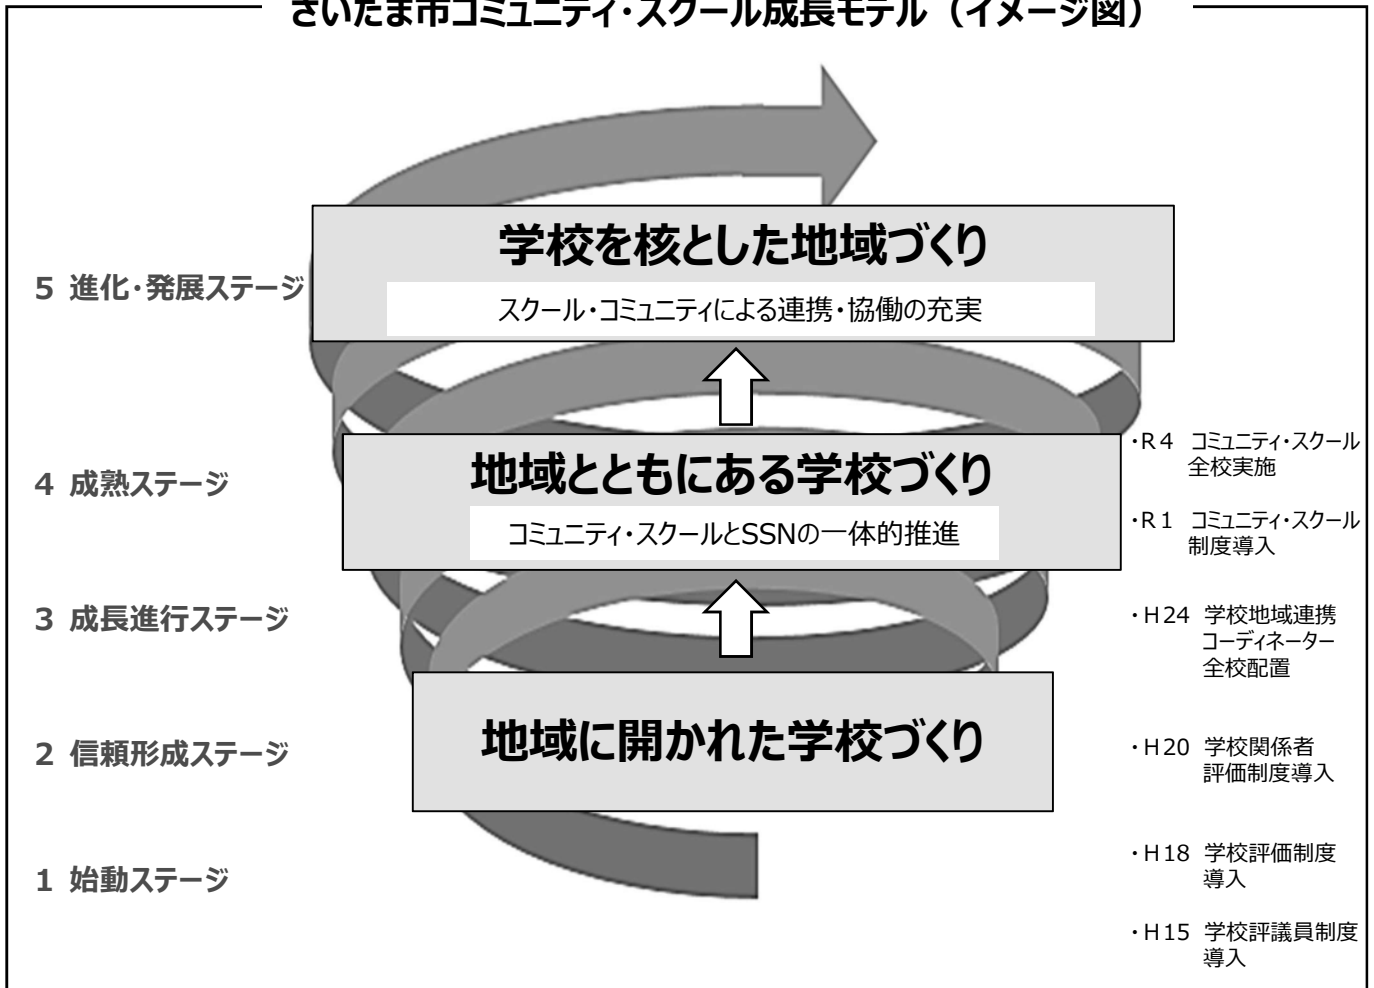 さいたま市コミュニティ・スクール成長モデル（イメージ図）
学校を核とした地域づくり
スクール・コミュニティによる連携・協働の充実
5 進化・発展ステージ
地域とともにある学校づくり
コミュニティ・スクールとSSNの一体的推進
4 成熟ステージ
・R４ コミュニティ・スクール
全校実施
・R１ コミュニティ・スクール
制度導入
3 成長進行ステージ
・H24 学校地域連携
コーディネーター
全校配置
地域に開かれた学校づくり
2 信頼形成ステージ
・H20 学校関係者
評価制度導入
1 始動ステージ
・H18 学校評価制度
導入
・H15 学校評議員制度
導入